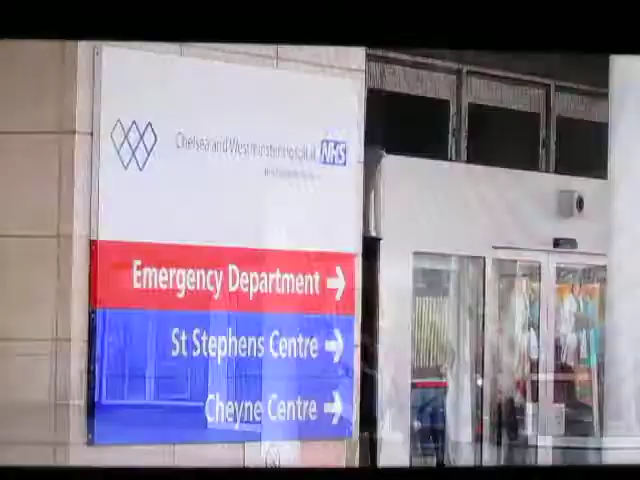 Chelsea and Westminster Hospital NHS
Emergency Department
St Stephens Centre
Cheyne Centre